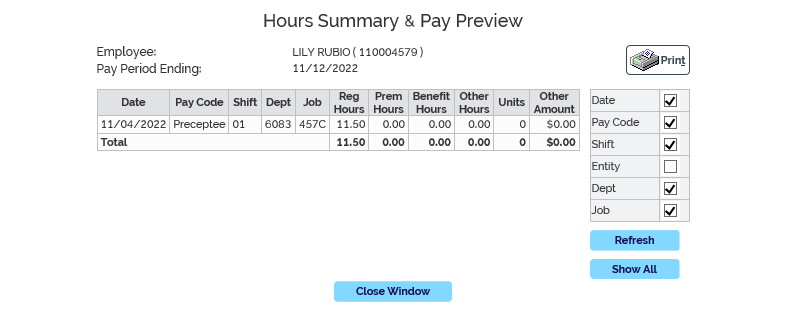 Hours Summary & Pay Preview
Employee: LILY RUBIO ( 110004579 )
Pay Period Ending: 11/12/2022
Print
Date Pay Code Shift Dept Job Reg Hours Prem Hours Benefit Hours Other Hours Units Other Amount
11/04/2022 Preceptee 01 6083 457C 11.50 0.00 0.00 0.00 0 $0.00
Total 11.50 0.00 0.00 0.00 0 $0.00
Date
Pay Code
Shift
Entity
Dept
Job
Refresh
Show All
Close Window